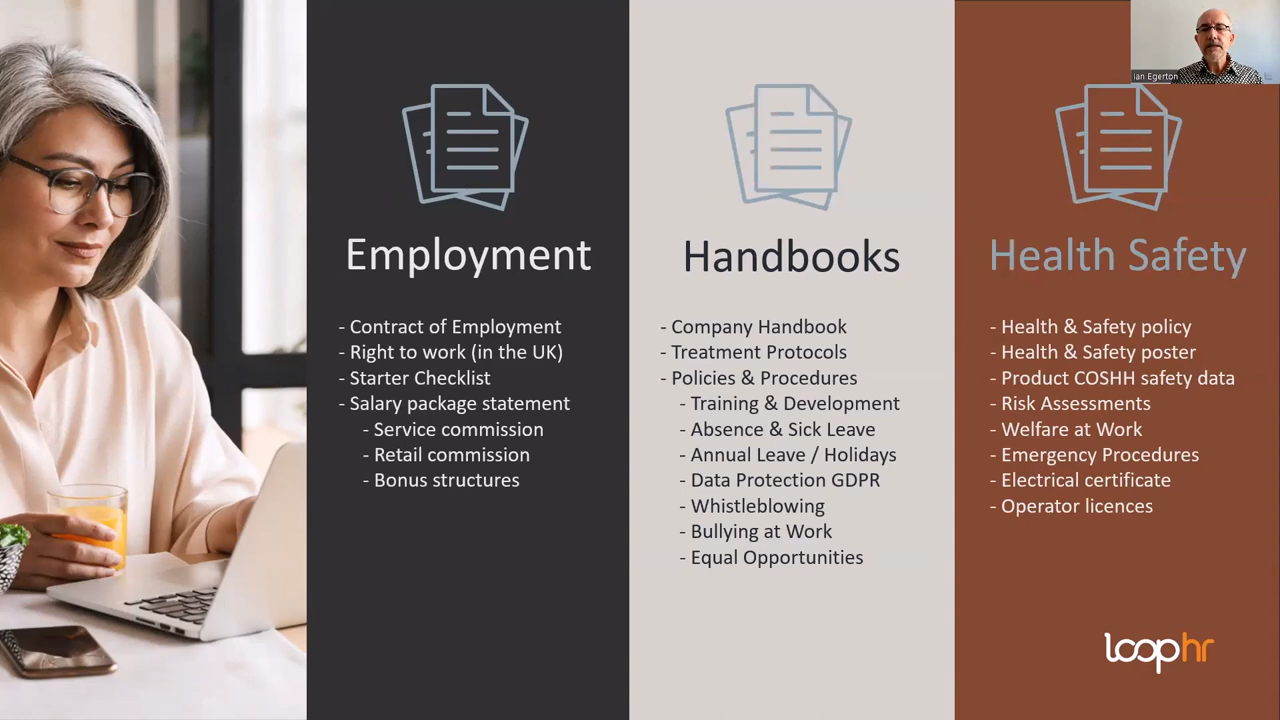 Ian Egerton
Employment
- Contract of Employment
- Right to work (in the UK)
- Starter Checklist
- Salary package statement
- Service commission
- Retail commission
- Bonus structures
Handbooks
- Company Handbook
- Treatment Protocols
- Policies & Procedures
- Training & Development
- Absence & Sick Leave
- Annual Leave / Holidays
- Data Protection GDPR
- Whistleblowing
- Bullying at Work
- Equal Opportunities
Health Safety
- Health & Safety policy
- Health & Safety poster
- Product COSHH safety data
- Risk Assessments
- Welfare at Work
- Emergency Procedures
- Electrical certificate
- Operator licences
loophr